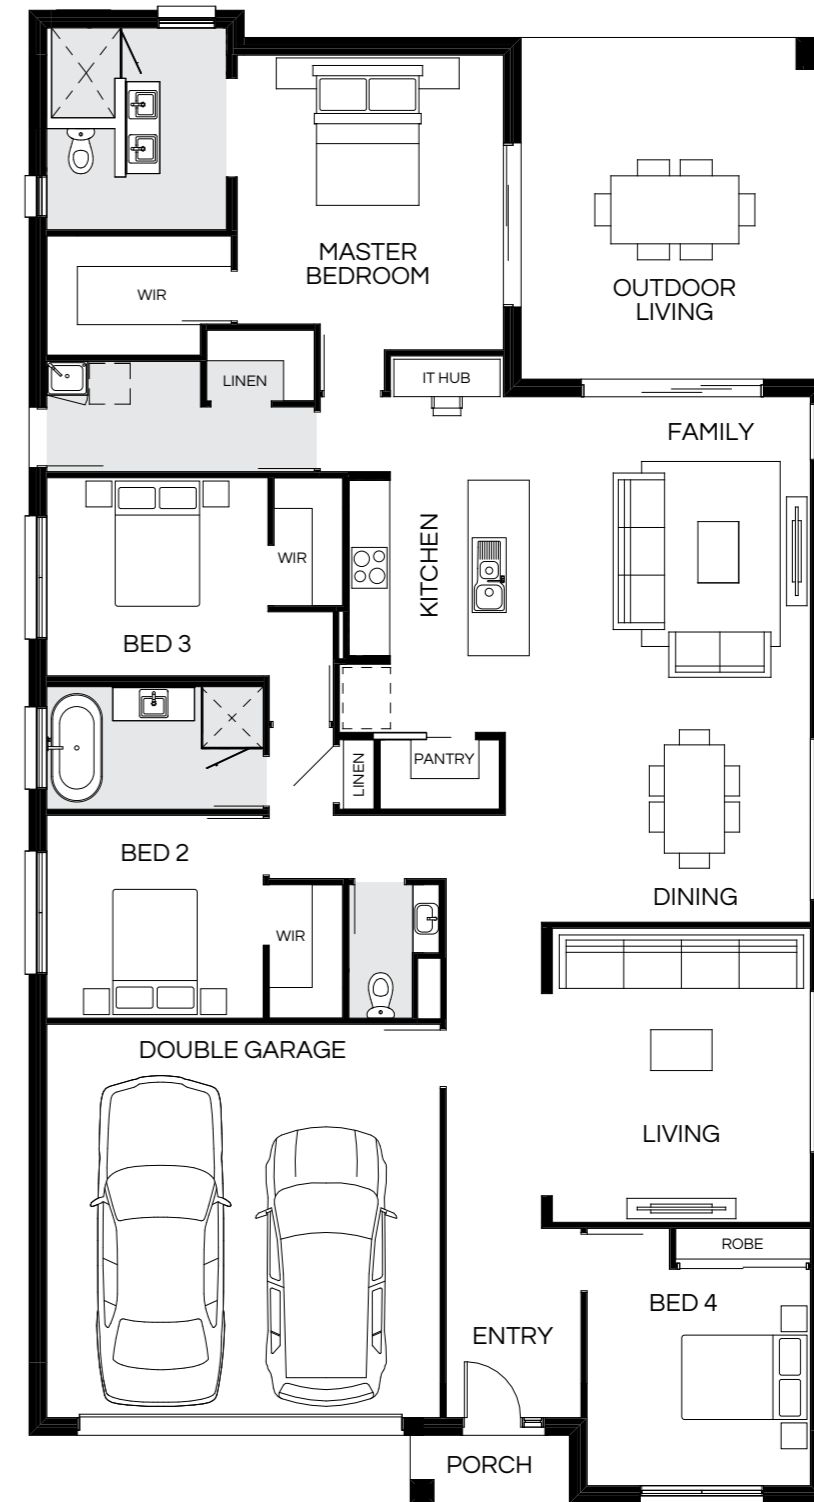 MASTER
BEDROOM
OUTDOOR
LIVING
WIR
LINEN
IT HUB
FAMILY
KITCHEN
WIR
BED 3
LINEN
PANTRY
BED 2
DINING
WIR
DOUBLE GARAGE
LIVING
ROBE
BED 4
ENTRY
PORCH